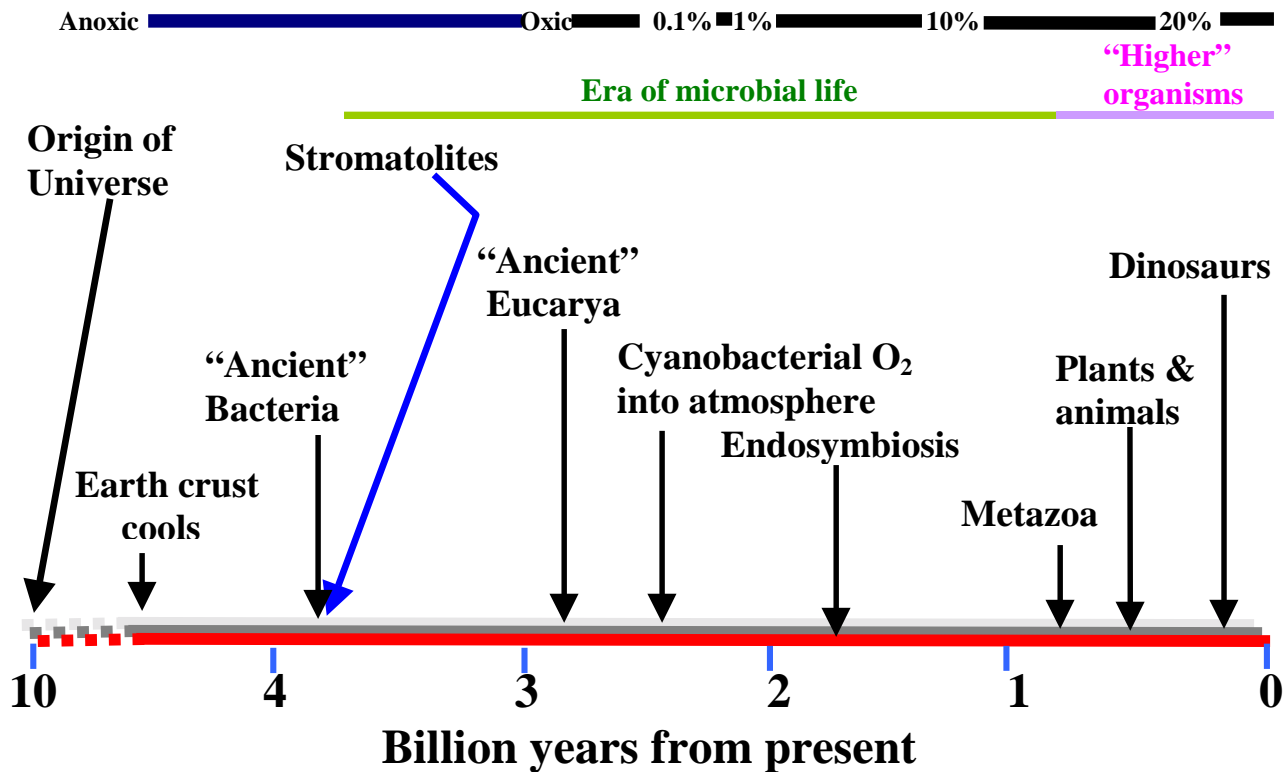 Anoxic Oxic 0.1% 1% 10% 20%
“Higher”
organisms
Era of microbial life
Origin of
Universe
Stromatolites
“Ancient”
Eucarya
Dinosaurs
“Ancient”
Bacteria
Cyanobacterial O₂
into atmosphere
Plants &
animals
Endosymbiosis
Earth crust
cools
Metazoa
10 4 3 2 1 0
Billion years from present